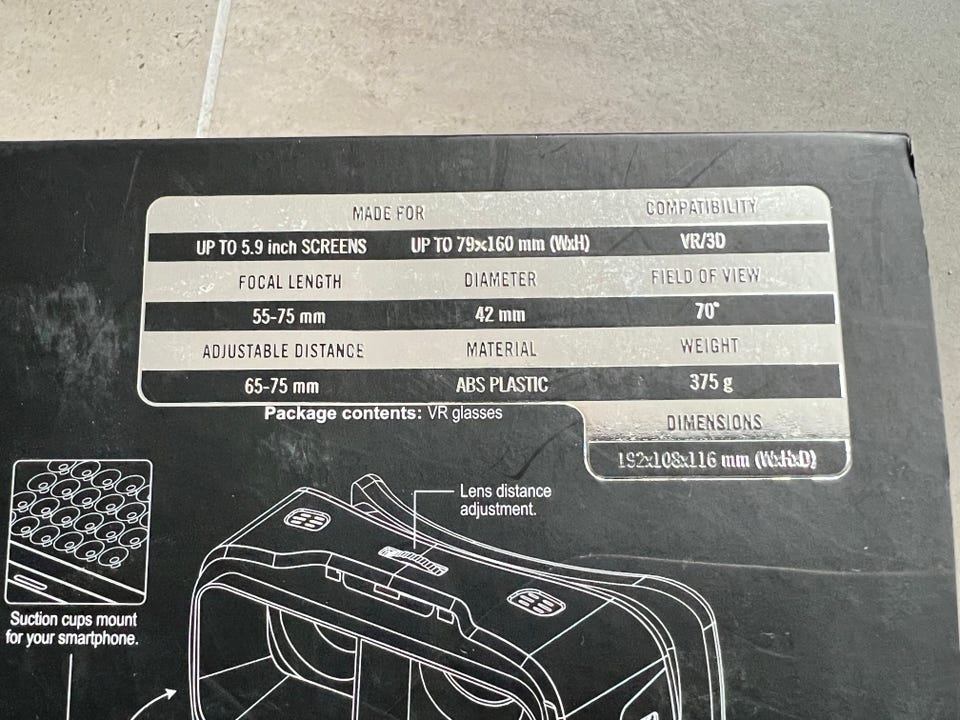 MADE FOR COMPATIBILITY
UP TO 5.9 inch SCREENS UP TO 79x160 mm (WxH) VR/3D
FOCAL LENGTH DIAMETER FIELD OF VIEW
55-75 mm 42 mm 70°
ADJUSTABLE DISTANCE MATERIAL WEIGHT
65-75 mm ABS PLASTIC 375 g
Package contents: VR glasses
DIMENSIONS
192x108x116 mm (WxHxD)
Lens distance
adjustment.
Suction cups mount
for your smartphone.